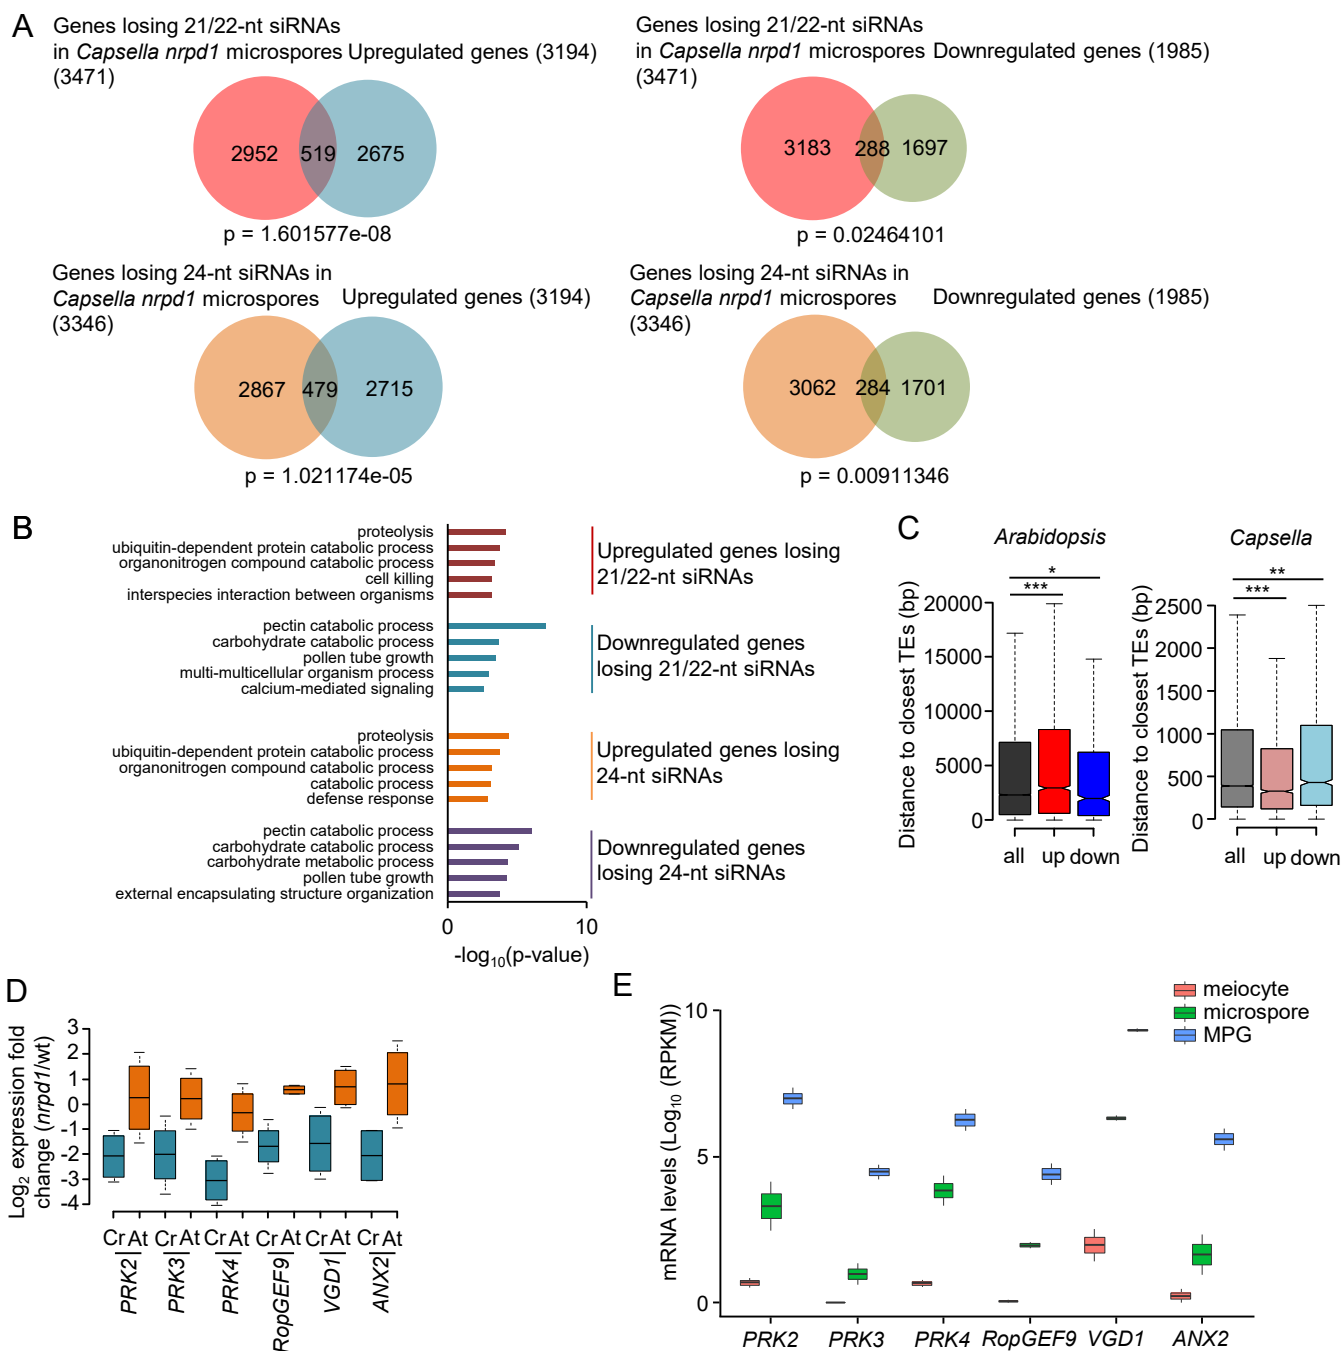 A
Genes losing 21/22-nt siRNAs
in Capsella nrpd1 microspores Upregulated genes (3194)
(3471)
2952 519 2675
p = 1.601577e-08
Genes losing 21/22-nt siRNAs
in Capsella nrpd1 microspores Downregulated genes (1985)
(3471)
3183 288 1697
p = 0.02464101
Genes losing 24-nt siRNAs in
Capsella nrpd1 microspores Upregulated genes (3194)
(3346)
2867 479 2715
p = 1.021174e-05
Genes losing 24-nt siRNAs in
Capsella nrpd1 microspores Downregulated genes (1985)
(3346)
3062 284 1701
p = 0.00911346
B
proteolysis
ubiquitin-dependent protein catabolic process
organonitrogen compound catabolic process
cell killing
interspecies interaction between organisms
Upregulated genes losing
21/22-nt siRNAs
pectin catabolic process
carbohydrate catabolic process
pollen tube growth
multi-multicellular organism process
calcium-mediated signaling
Downregulated genes
losing 21/22-nt siRNAs
proteolysis
ubiquitin-dependent protein catabolic process
organonitrogen compound catabolic process
catabolic process
defense response
Upregulated genes losing
24-nt siRNAs
pectin catabolic process
carbohydrate catabolic process
carbohydrate metabolic process
pollen tube growth
external encapsulating structure organization
Downregulated genes
losing 24-nt siRNAs
0 10
-log10(p-value)
C
Arabidopsis
Distance to closest TEs (bp)
20000
15000
10000
5000
0
*
***
all up down
Capsella
Distance to closest TEs (bp)
2500
2000
1500
1000
500
0
**
***
all up down
D
Log2 expression fold
change (nrpd1/wt)
3
2
1
0
-1
-2
-3
-4
Cr At Cr At Cr At Cr At Cr At Cr At
PRK2 PRK3 PRK4 RopGEF9 VGD1 ANX2
E
mRNA levels (Log10 (RPKM))
10
5
0
meiocyte
microspore
MPG
PRK2 PRK3 PRK4 RopGEF9 VGD1 ANX2